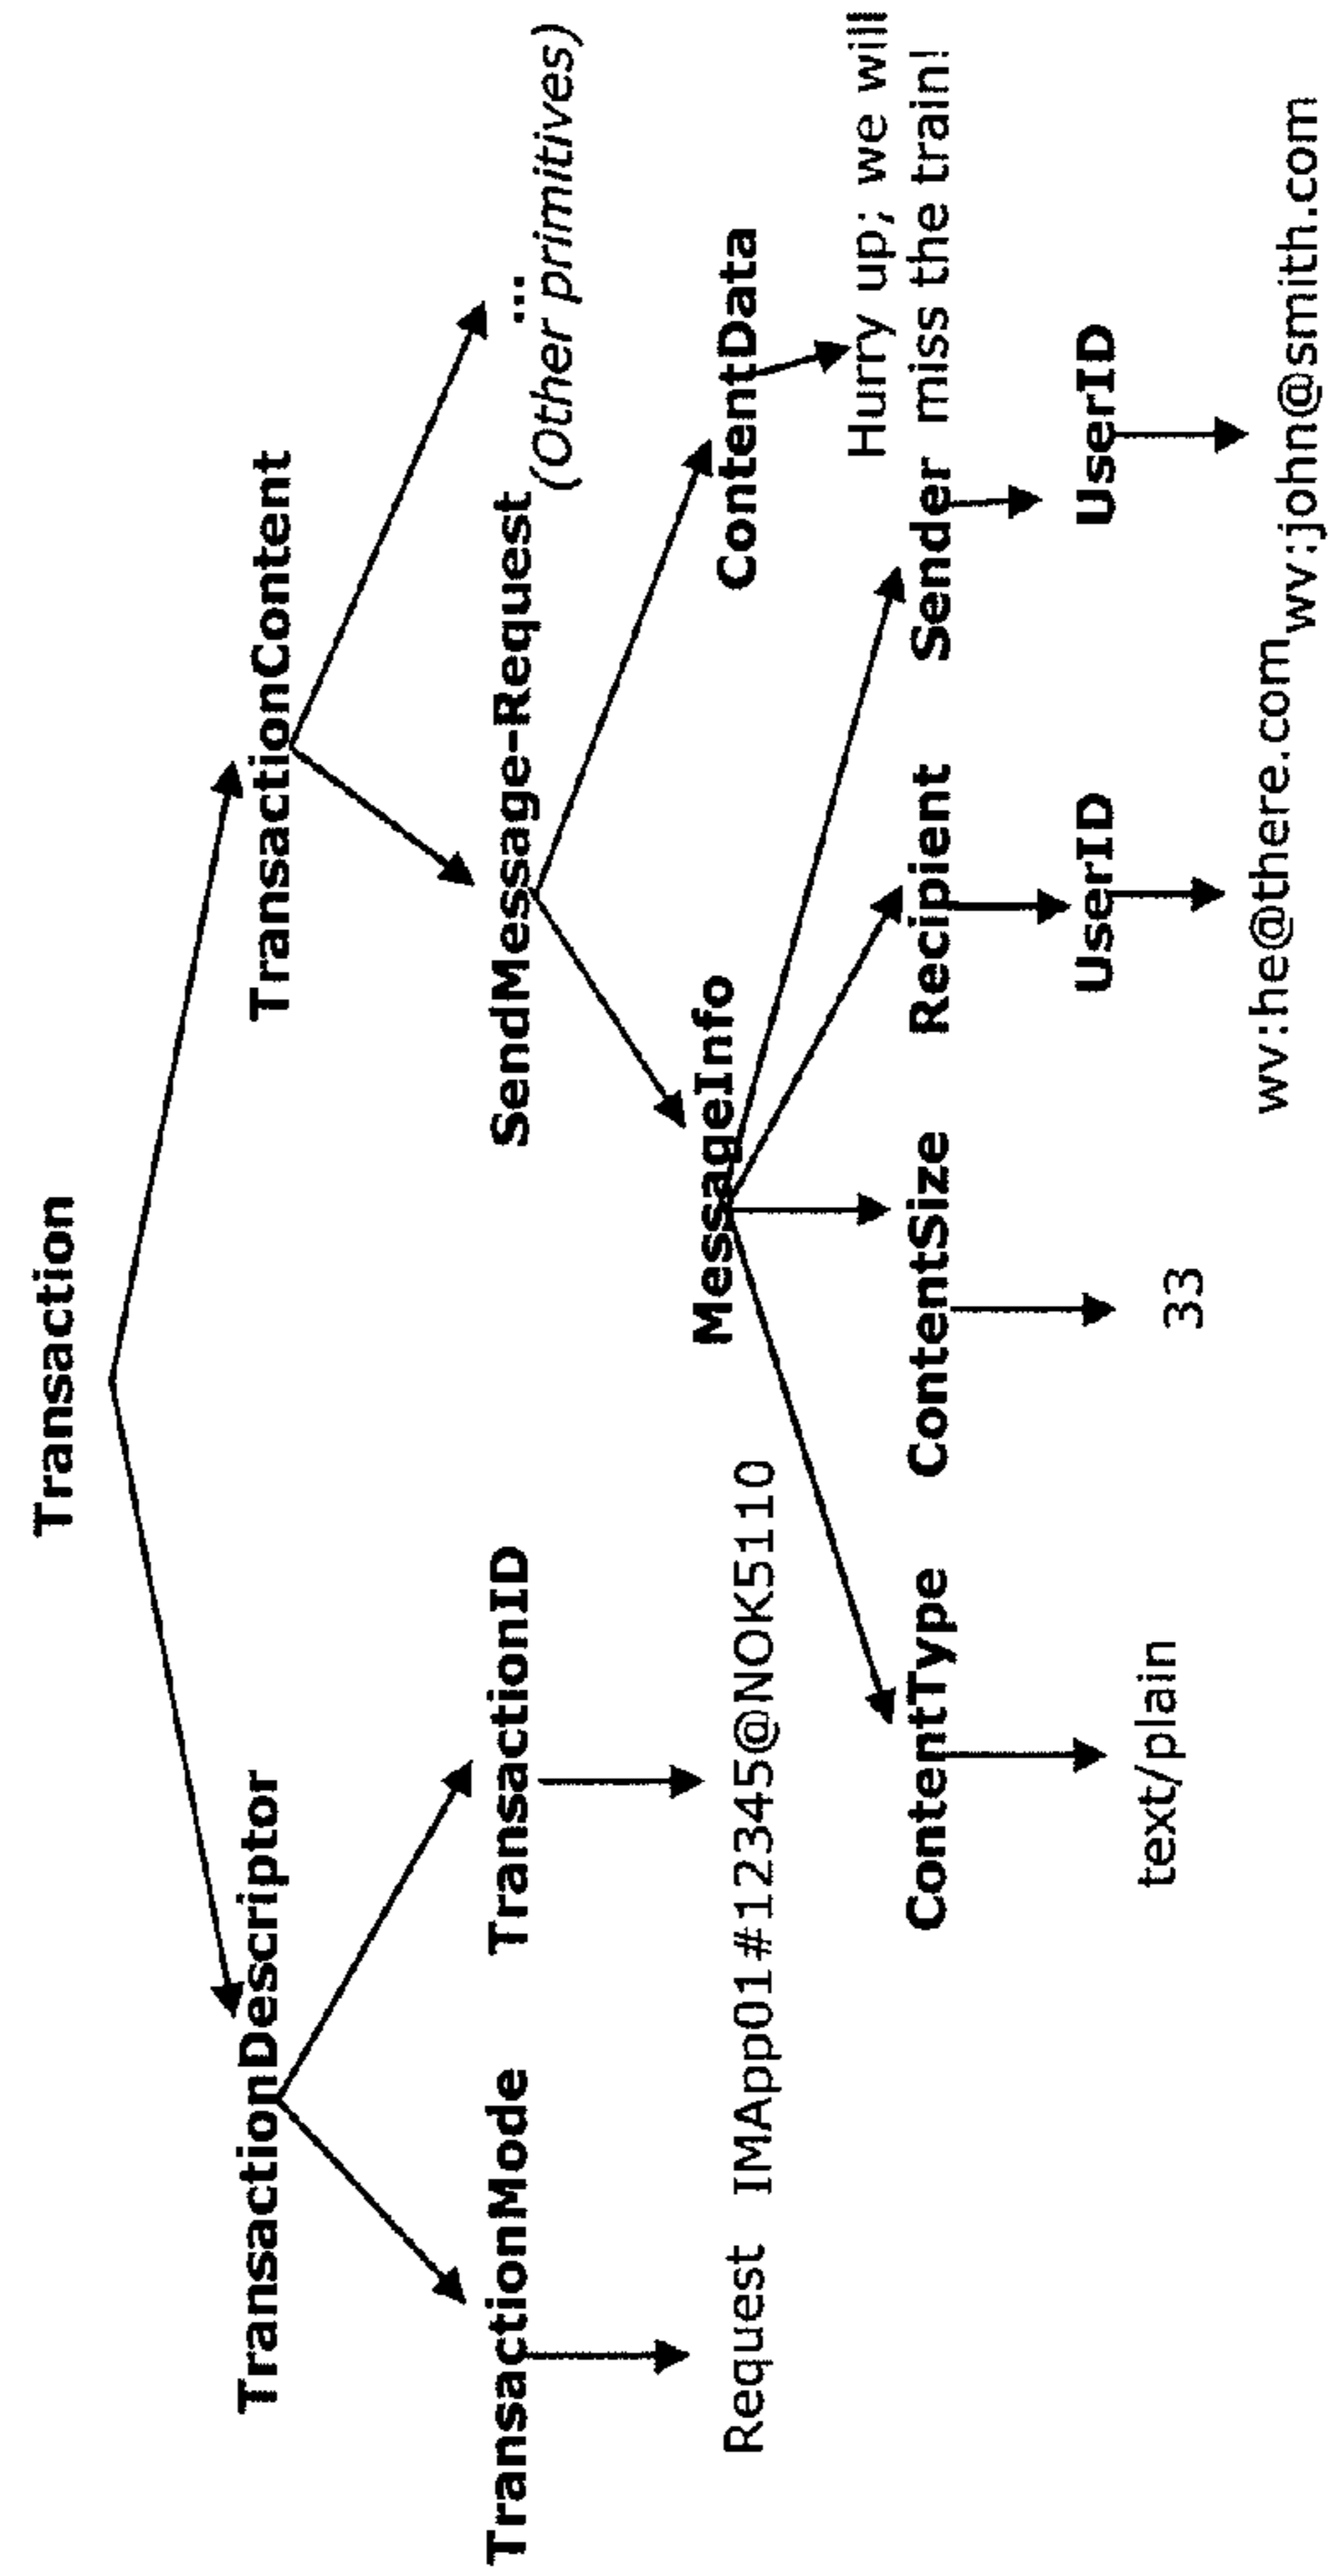 Transaction
TransactionDescriptor
TransactionContent
TransactionMode
TransactionID
SendMessage-Request
...
(Other primitives)
Request
IMApp01#12345@NOK5110
MessageInfo
ContentData
Hurry up; we will
miss the train!
ContentType
ContentSize
Recipient
Sender
text/plain
33
UserID
UserID
wv:he@there.com
wv:john@smith.com